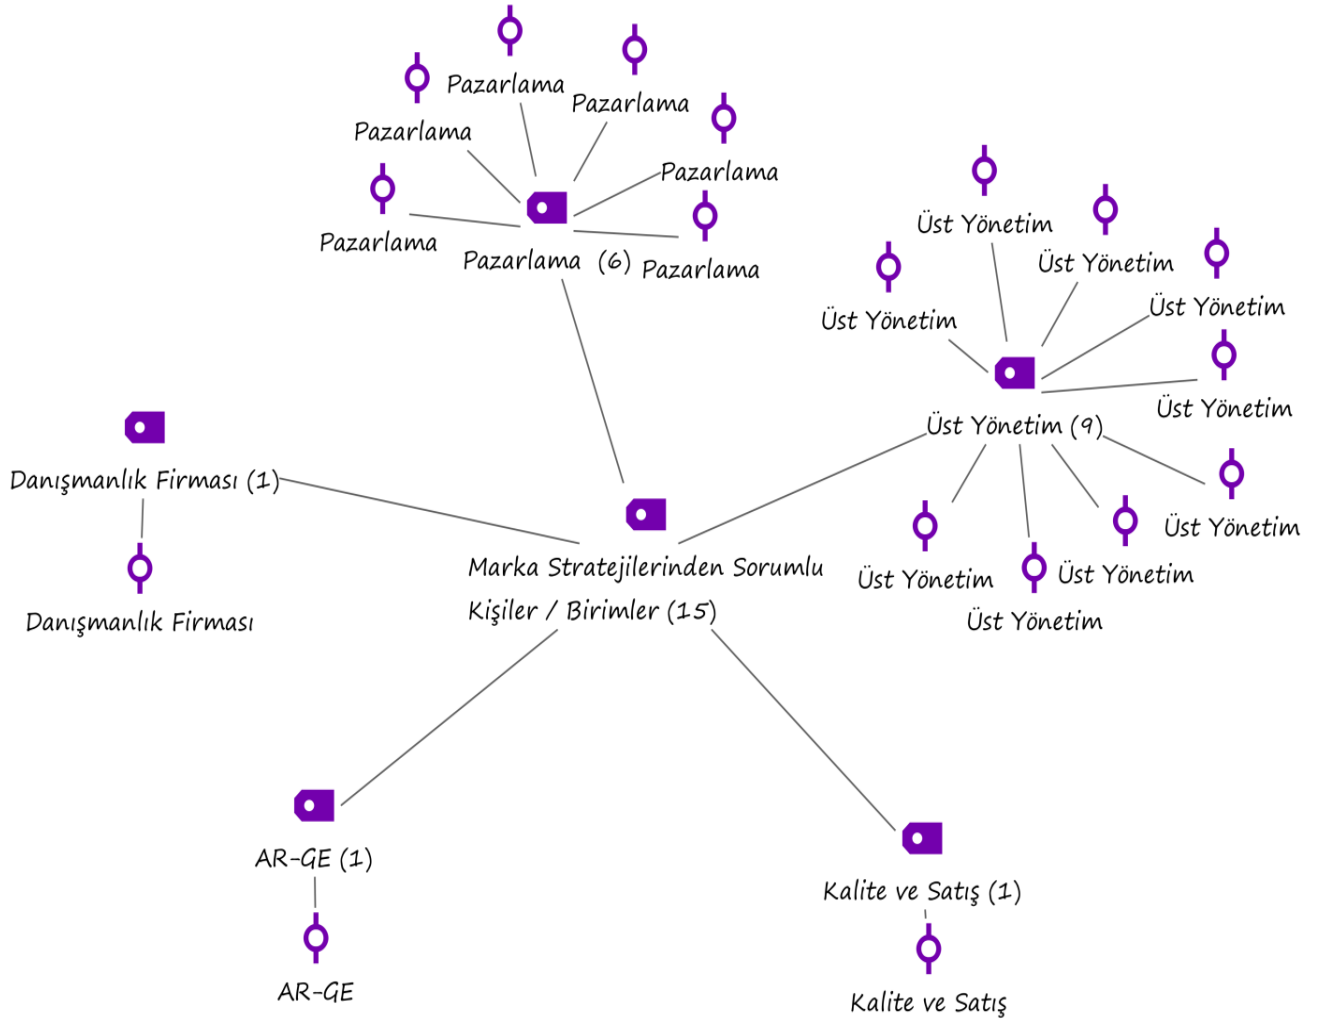 Pazarlama
Pazarlama
Pazarlama
Pazarlama
Pazarlama
Pazarlama
Pazarlama (6)
Üst Yönetim
Üst Yönetim
Üst Yönetim
Üst Yönetim
Üst Yönetim
Üst Yönetim (9)
Üst Yönetim
Üst Yönetim
Üst Yönetim
Üst Yönetim
Danışmanlık Firması (1)
Danışmanlık Firması
Marka Stratejilerinden Sorumlu
Kişiler / Birimler (15)
AR-GE (1)
AR-GE
Kalite ve Satış (1)
Kalite ve Satış